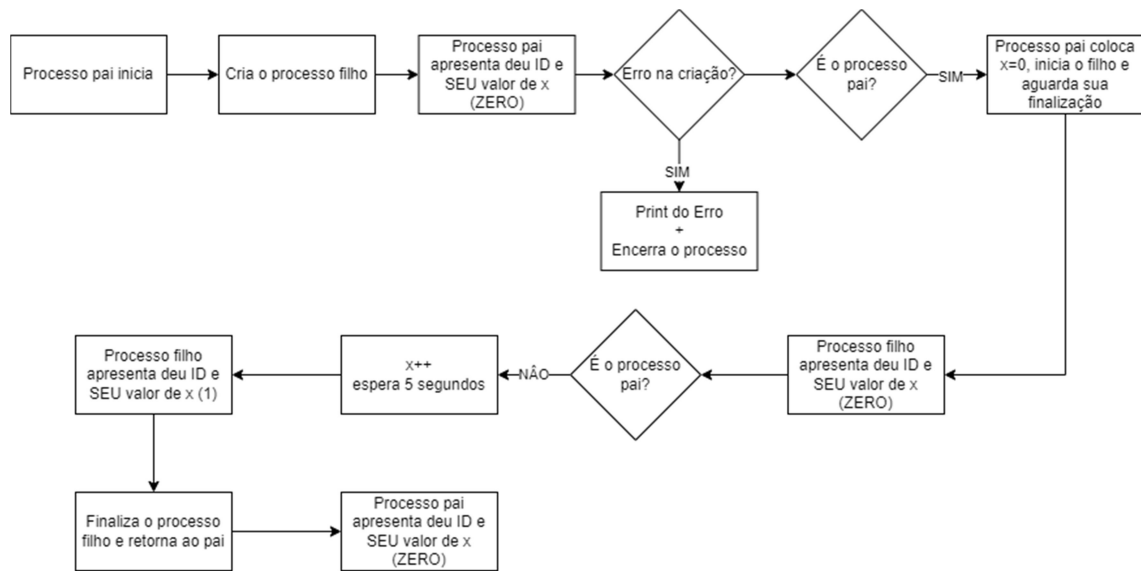 Processo pai inicia
Cria o processo filho
Processo pai
apresenta deu ID e
SEU valor de x
(ZERO)
Erro na criação?
É o processo
pai?
SIM
Processo pai coloca
x=0, inicia o filho e
aguarda sua
finalização
SIM
Print do Erro
+
Encerra o processo
Processo filho
apresenta deu ID e
SEU valor de x
(ZERO)
É o processo
pai?
NÂO
x++
espera 5 segundos
Processo filho
apresenta deu ID e
SEU valor de x (1)
Finaliza o processo
filho e retorna ao pai
Processo pai
apresenta deu ID e
SEU valor de x
(ZERO)